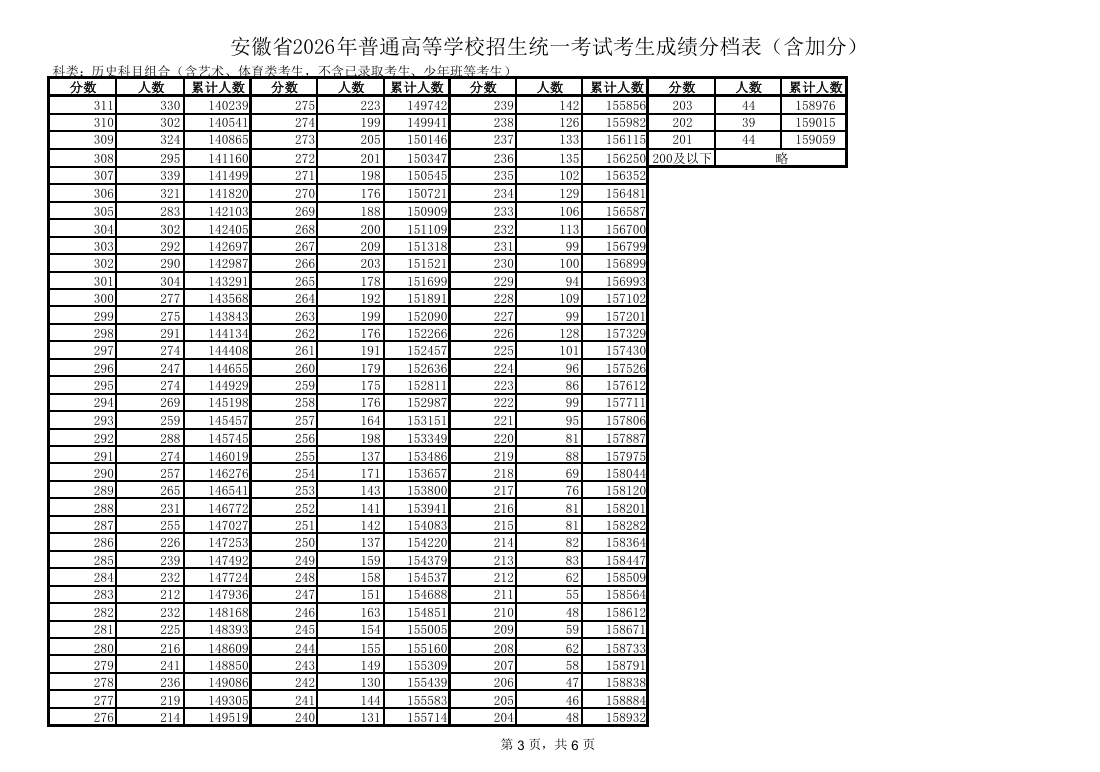 安徽省2026年普通高等学校招生统一考试考生成绩分档表（含加分）
科类：历史科目组合（含艺术、体育类考生，不含已录取考生、少年班等考生）
分数 人数 累计人数 分数 人数 累计人数 分数 人数 累计人数 分数 人数 累计人数
311 330 140239 275 223 149742 239 142 155856 203 44 158976
310 302 140541 274 199 149941 238 126 155982 202 39 159015
309 324 140865 273 205 150146 237 133 156115 201 44 159059
308 295 141160 272 201 150347 236 135 156250 200及以下 略
307 339 141499 271 198 150545 235 102 156352
306 321 141820 270 176 150721 234 129 156481
305 283 142103 269 188 150909 233 106 156587
304 302 142405 268 200 151109 232 113 156700
303 292 142697 267 209 151318 231 99 156799
302 290 142987 266 203 151521 230 100 156899
301 304 143291 265 178 151699 229 94 156993
300 277 143568 264 192 151891 228 109 157102
299 275 143843 263 199 152090 227 99 157201
298 291 144134 262 176 152266 226 128 157329
297 274 144408 261 191 152457 225 101 157430
296 247 144655 260 179 152636 224 96 157526
295 274 144929 259 175 152811 223 86 157612
294 269 145198 258 176 152987 222 99 157711
293 259 145457 257 164 153151 221 95 157806
292 288 145745 256 198 153349 220 81 157887
291 274 146019 255 137 153486 219 88 157975
290 257 146276 254 171 153657 218 69 158044
289 265 146541 253 143 153800 217 76 158120
288 231 146772 252 141 153941 216 81 158201
287 255 147027 251 142 154083 215 81 158282
286 226 147253 250 137 154220 214 82 158364
285 239 147492 249 159 154379 213 83 158447
284 232 147724 248 158 154537 212 62 158509
283 212 147936 247 151 154688 211 55 158564
282 232 148168 246 163 154851 210 48 158612
281 225 148393 245 154 155005 209 59 158671
280 216 148609 244 155 155160 208 62 158733
279 241 148850 243 149 155309 207 58 158791
278 236 149086 242 130 155439 206 47 158838
277 219 149305 241 144 155583 205 46 158884
276 214 149519 240 131 155714 204 48 158932
第 3 页，共 6 页